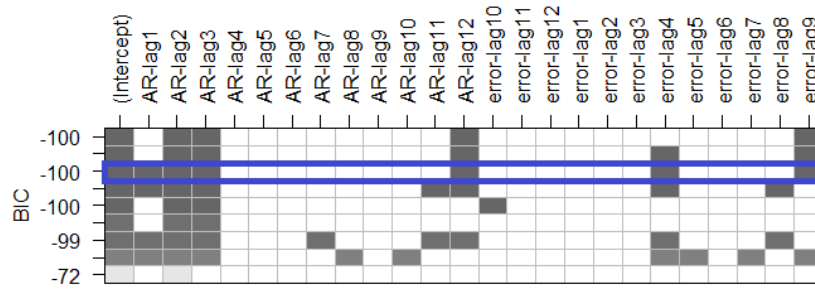 (Intercept)
AR-lag1
AR-lag2
AR-lag3
AR-lag4
AR-lag5
AR-lag6
AR-lag7
AR-lag8
AR-lag9
AR-lag10
AR-lag11
AR-lag12
error-lag10
error-lag11
error-lag12
error-lag1
error-lag2
error-lag3
error-lag4
error-lag5
error-lag6
error-lag7
error-lag8
error-lag9
BIC
-100
-100
-100
-99
-72